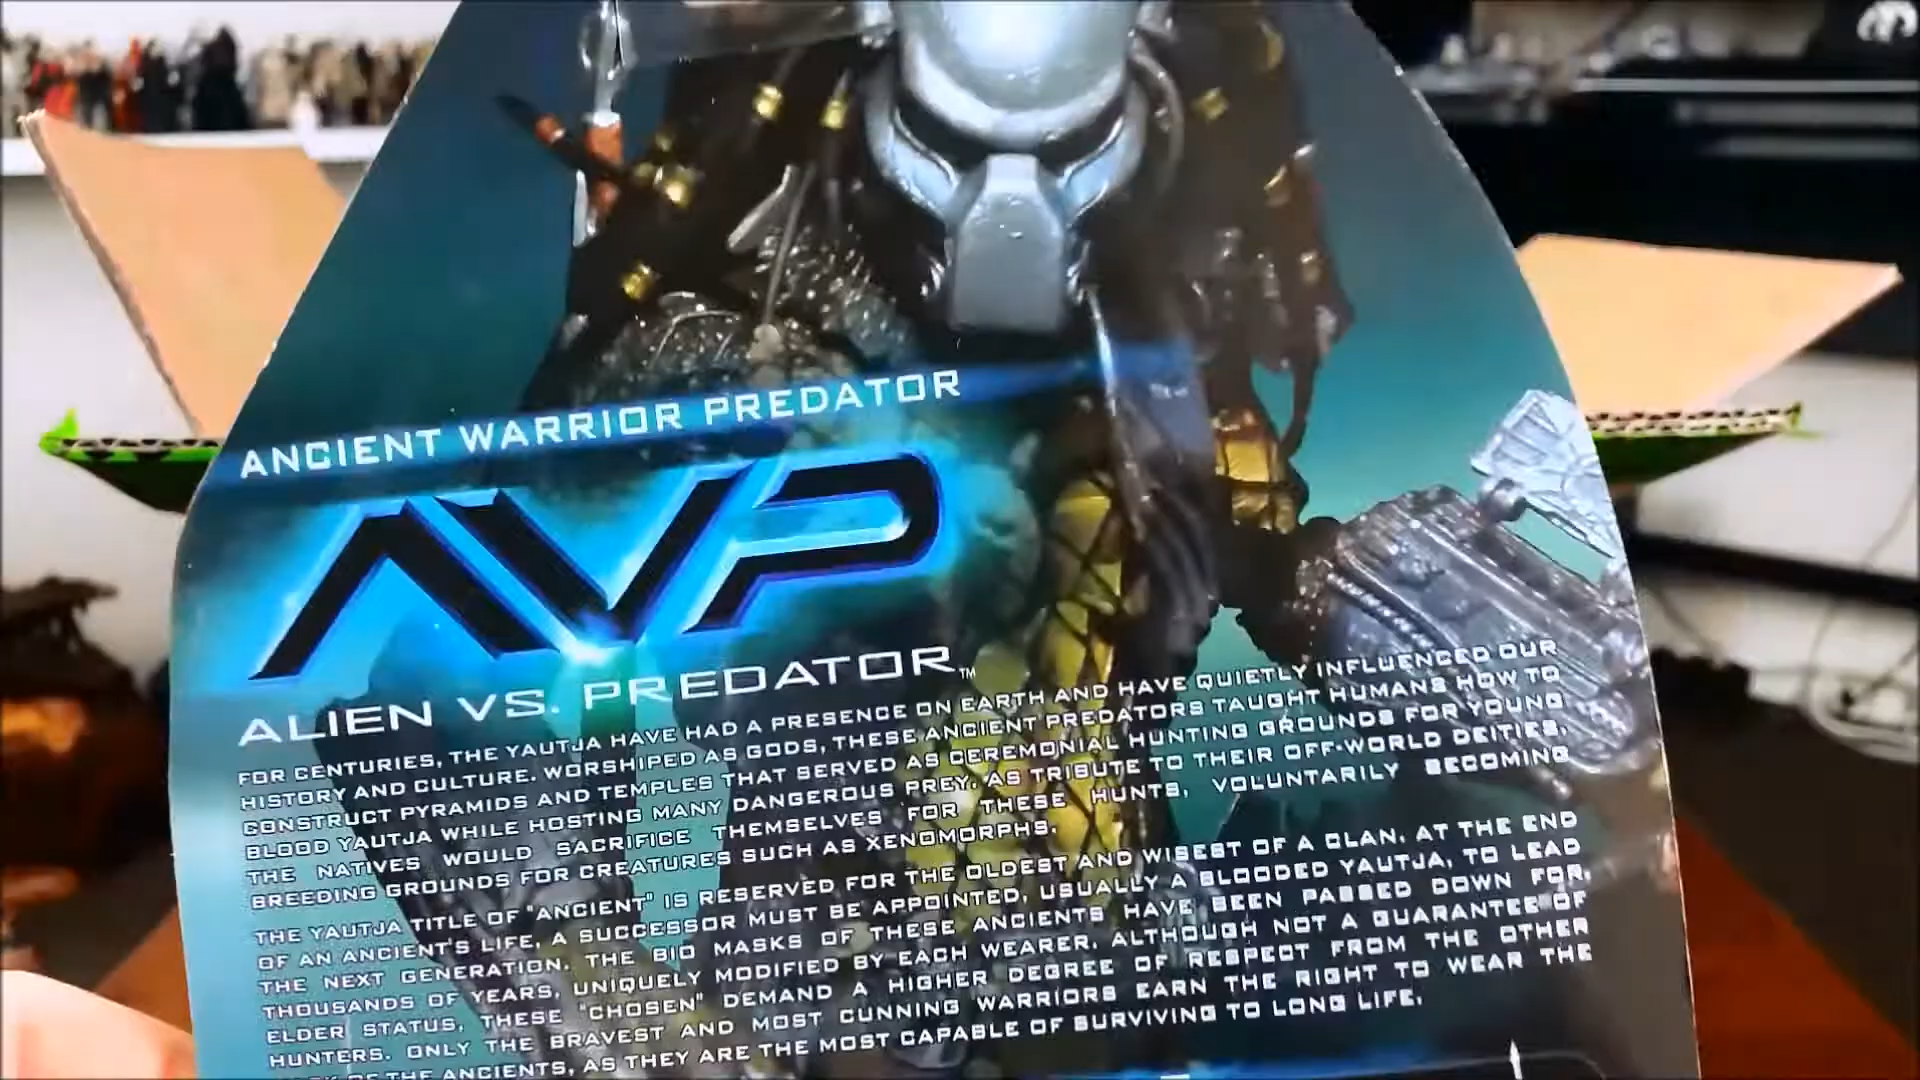 ANCIENT WARRIOR PREDATOR
AVP
ALIEN VS. PREDATOR™
FOR CENTURIES, THE YAUTJA HAVE HAD A PRESENCE ON EARTH AND HAVE QUIETLY INFLUENCED OUR
HISTORY AND CULTURE. WORSHIPED AS GODS, THESE ANCIENT PREDATORS TAUGHT HUMANS HOW TO
CONSTRUCT PYRAMIDS AND TEMPLES THAT SERVED AS CEREMONIAL HUNTING GROUNDS FOR YOUNG
BLOOD YAUTJA WHILE HOSTING MANY DANGEROUS PREY. AS TRIBUTE TO THEIR OFF-WORLD DEITIES,
THE NATIVES WOULD SACRIFICE THEMSELVES FOR THESE HUNTS, VOLUNTARILY BECOMING
BREEDING GROUNDS FOR CREATURES SUCH AS XENOMORPHS.
THE YAUTJA TITLE OF "ANCIENT" IS RESERVED FOR THE OLDEST AND WISEST OF A CLAN. AT THE END
OF AN ANCIENT'S LIFE, A SUCCESSOR MUST BE APPOINTED, USUALLY A BLOODED YAUTJA, TO LEAD
THE NEXT GENERATION. THE BIO MASKS OF THESE ANCIENTS HAVE BEEN PASSED DOWN FOR
THOUSANDS OF YEARS, UNIQUELY MODIFIED BY EACH WEARER. ALTHOUGH NOT A GUARANTEE OF
ELDER STATUS, THESE "CHOSEN" DEMAND A HIGHER DEGREE OF RESPECT FROM THE OTHER
HUNTERS. ONLY THE BRAVEST AND MOST CUNNING WARRIORS EARN THE RIGHT TO WEAR THE
OF THE ANCIENTS, AS THEY ARE THE MOST CAPABLE OF SURVIVING TO LONG LIFE.